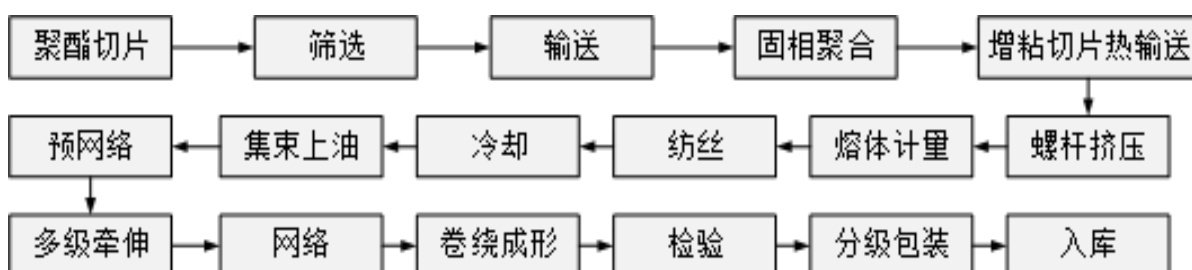 聚酯切片 筛选 输送 固相聚合 增粘切片热输送
预网络 集束上油 冷却 纺丝 熔体计量 螺杆挤压
多级牵伸 网络 卷绕成形 检验 分级包装 入库